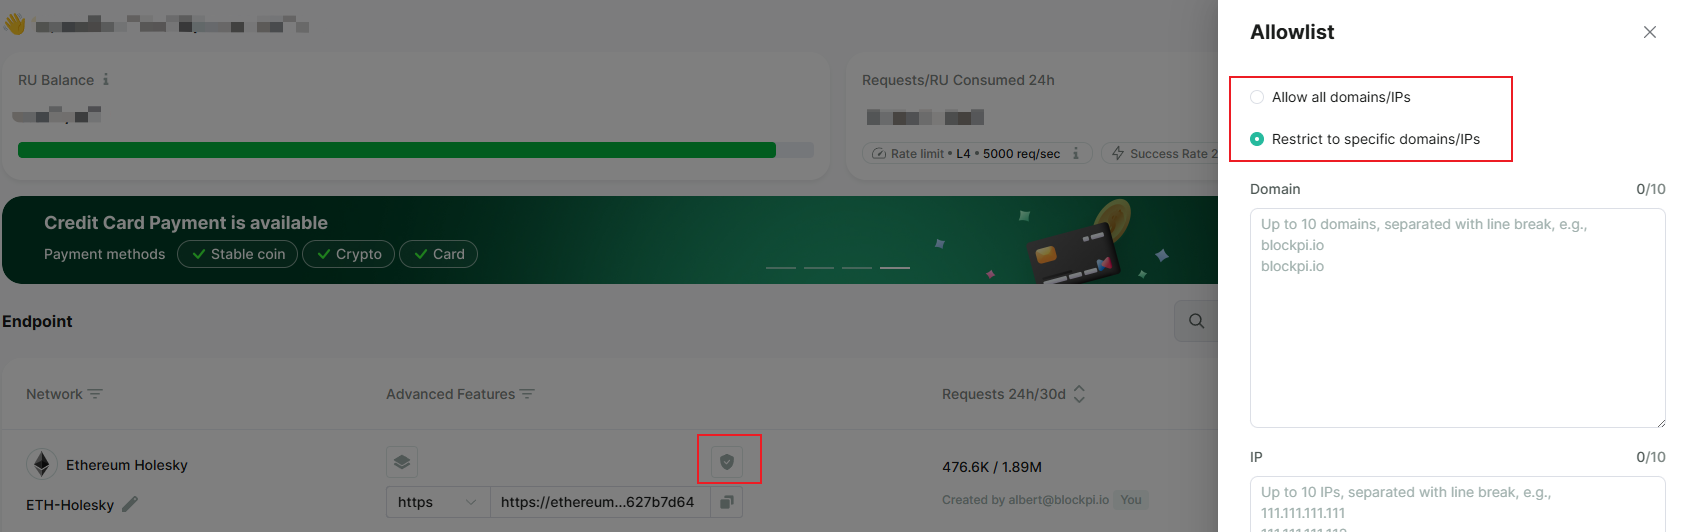 RU Balance
Requests/RU Consumed 24h
Rate limit • L4 • 5000 req/sec
Success Rate 2
Credit Card Payment is available
Payment methods
Stable coin
Crypto
Card
Endpoint
Network
Advanced Features
Requests 24h/30d
Ethereum Holesky
476.6K / 1.89M
ETH-Holesky
https
https://ethereum...627b7d64
Created by albert@blockpi.io You
Allowlist
Allow all domains/IPs
Restrict to specific domains/IPs
Domain
0/10
Up to 10 domains, separated with line break, e.g.,
blockpi.io
blockpi.io
IP
0/10
Up to 10 IPs, separated with line break, e.g.,
111.111.111.111